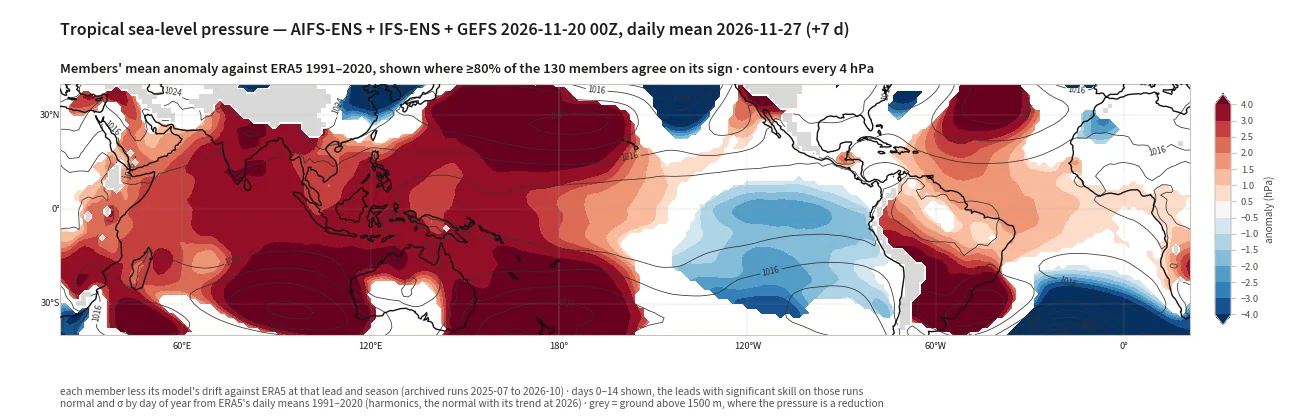 Tropical sea-level pressure — AIFS-ENS + IFS-ENS + GEFS 2026-11-20 00Z, daily mean 2026-11-27 (+7 d)
Members' mean anomaly against ERA5 1991–2020, shown where ≥80% of the 130 members agree on its sign · contours every 4 hPa
1024
1016
1016
1016
1016
1016
1016
1016
1016
1016
30°N
0°
30°S
60°E
120°E
180°
120°W
60°W
0°
4.0
3.0
2.5
2.0
1.5
1.0
0.5
−0.5
−1.0
−1.5
−2.0
−2.5
−3.0
−4.0
anomaly (hPa)
each member less its model's drift against ERA5 at that lead and season (archived runs 2025-07 to 2026-10) · days 0–14 shown, the leads with significant skill on those runs
normal and σ by day of year from ERA5's daily means 1991–2020 (harmonics, the normal with its trend at 2026) · grey = ground above 1500 m, where the pressure is a reduction